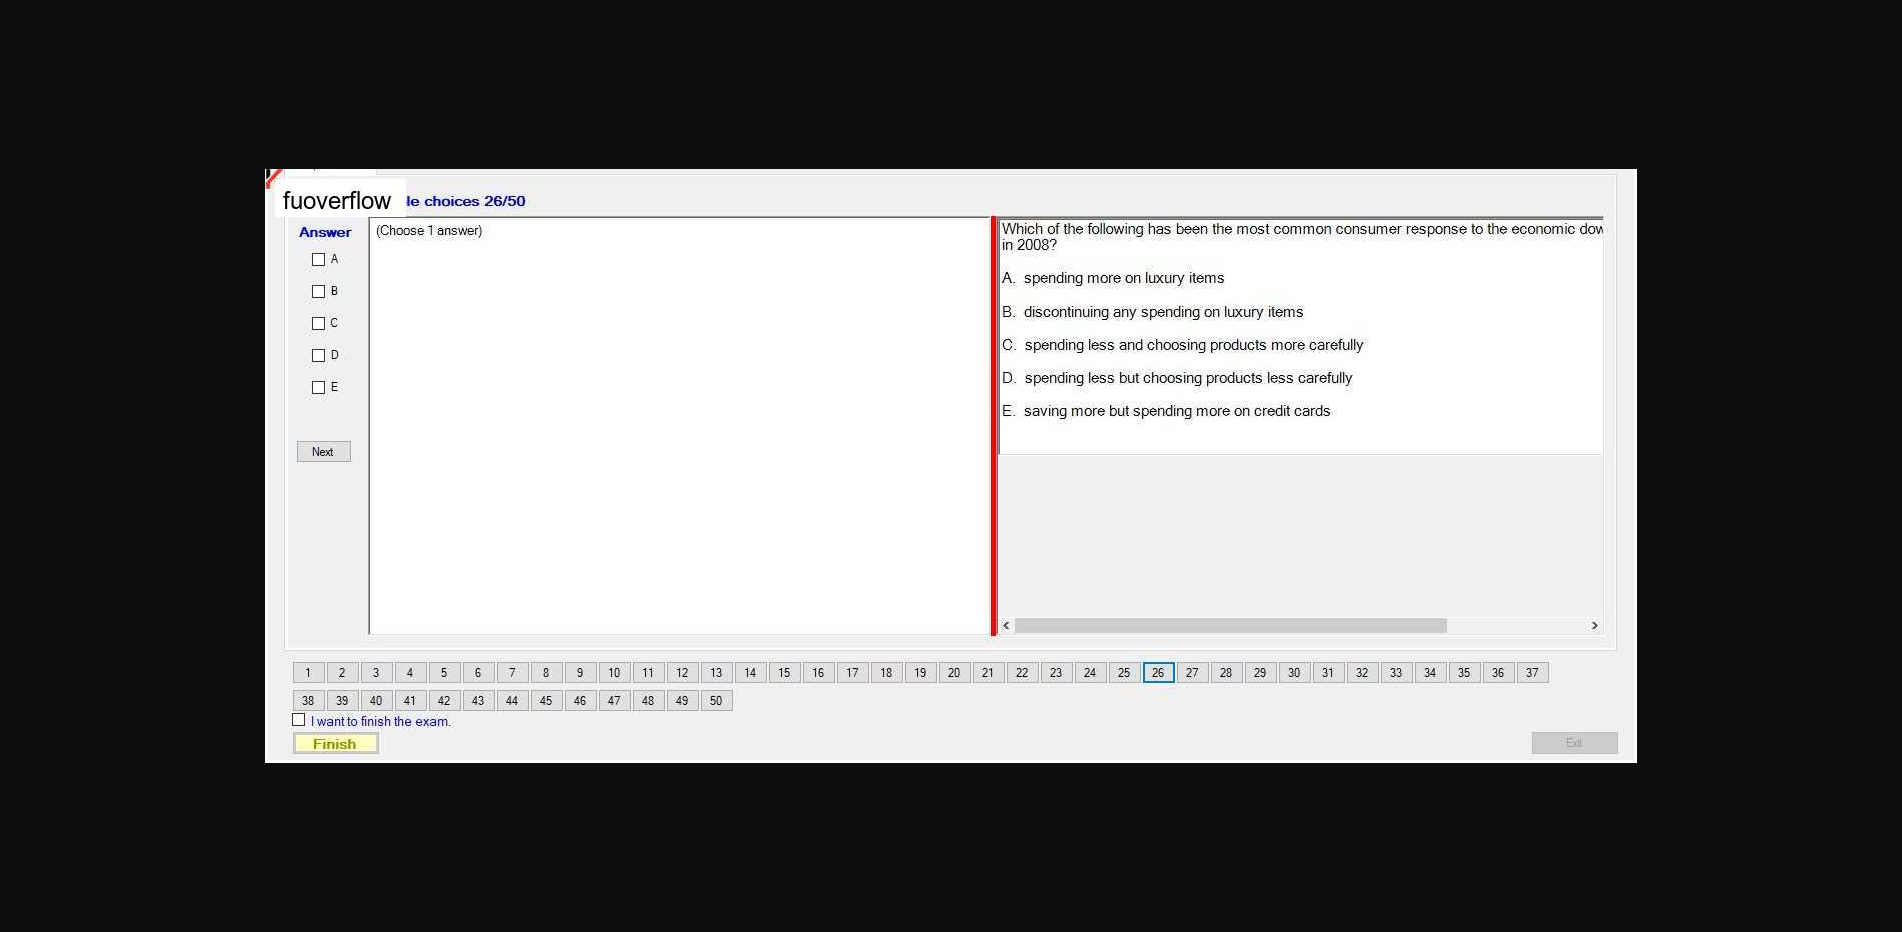 fuoverflow
le choices 26/50
Answer
(Choose 1 answer)
A
B
C
D
E
Next
Which of the following has been the most common consumer response to the economic dow
in 2008?
A. spending more on luxury items
B. discontinuing any spending on luxury items
C. spending less and choosing products more carefully
D. spending less but choosing products less carefully
E. saving more but spending more on credit cards
1 2 3 4 5 6 7 8 9 10 11 12 13 14 15 16 17 18 19 20 21 22 23 24 25 26 27 28 29 30 31 32 33 34 35 36 37
38 39 40 41 42 43 44 45 46 47 48 49 50
I want to finish the exam.
Finish
Exit